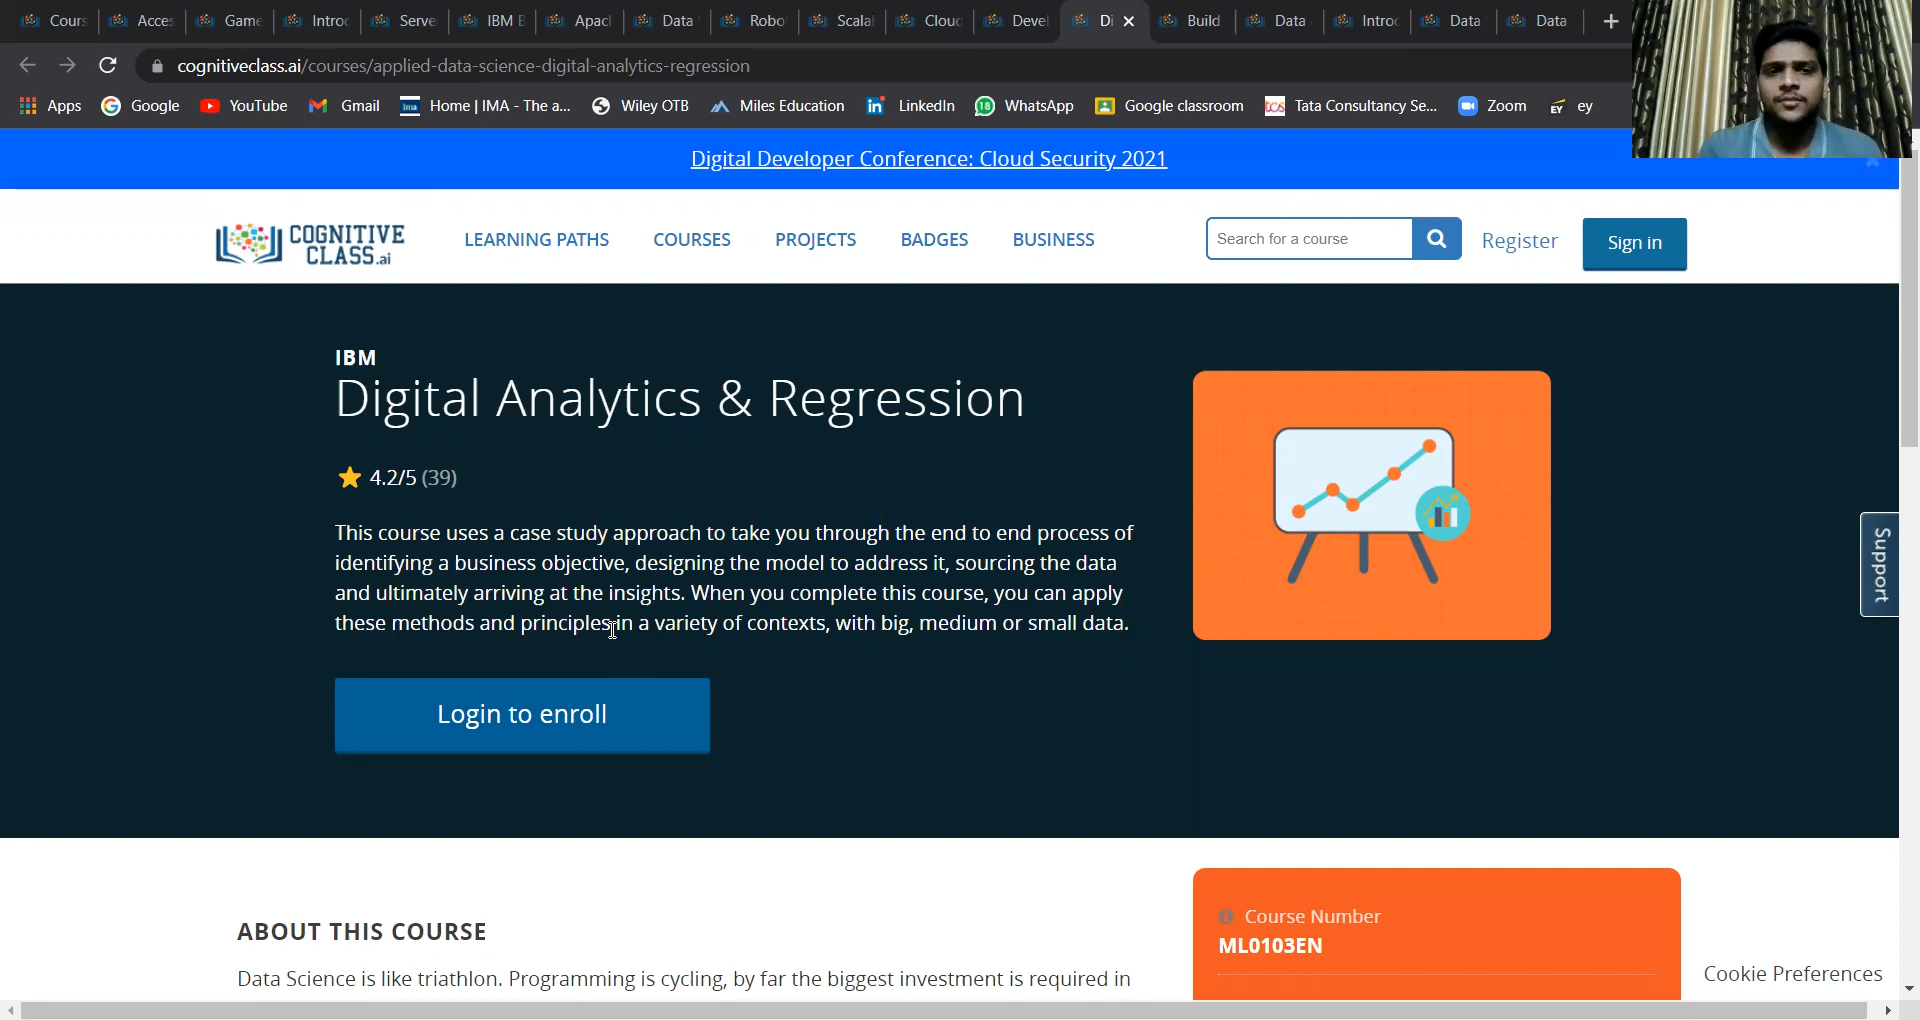 Cours
Acces
Game
Introc
Serve
IBM B
Apacl
Data
Robo
Scala
Cloud
Devel
Di
Build
Data
Introc
Data
Data
cognitiveclass.ai/courses/applied-data-science-digital-analytics-regression
Apps
Google
YouTube
Gmail
ima
Home | IMA - The a...
Wiley OTB
Miles Education
LinkedIn
18
WhatsApp
Google classroom
tcs
Tata Consultancy Se...
Zoom
EY
ey
Digital Developer Conference: Cloud Security 2021
COGNITIVE
CLASS.ai
LEARNING PATHS
COURSES
PROJECTS
BADGES
BUSINESS
Search for a course
Register
Sign in
IBM
Digital Analytics & Regression
4.2/5 (39)
This course uses a case study approach to take you through the end to end process of
identifying a business objective, designing the model to address it, sourcing the data
and ultimately arriving at the insights. When you complete this course, you can apply
these methods and principles in a variety of contexts, with big, medium or small data.
Login to enroll
Support
ABOUT THIS COURSE
Data Science is like triathlon. Programming is cycling, by far the biggest investment is required in
Course Number
ML0103EN
Cookie Preferences